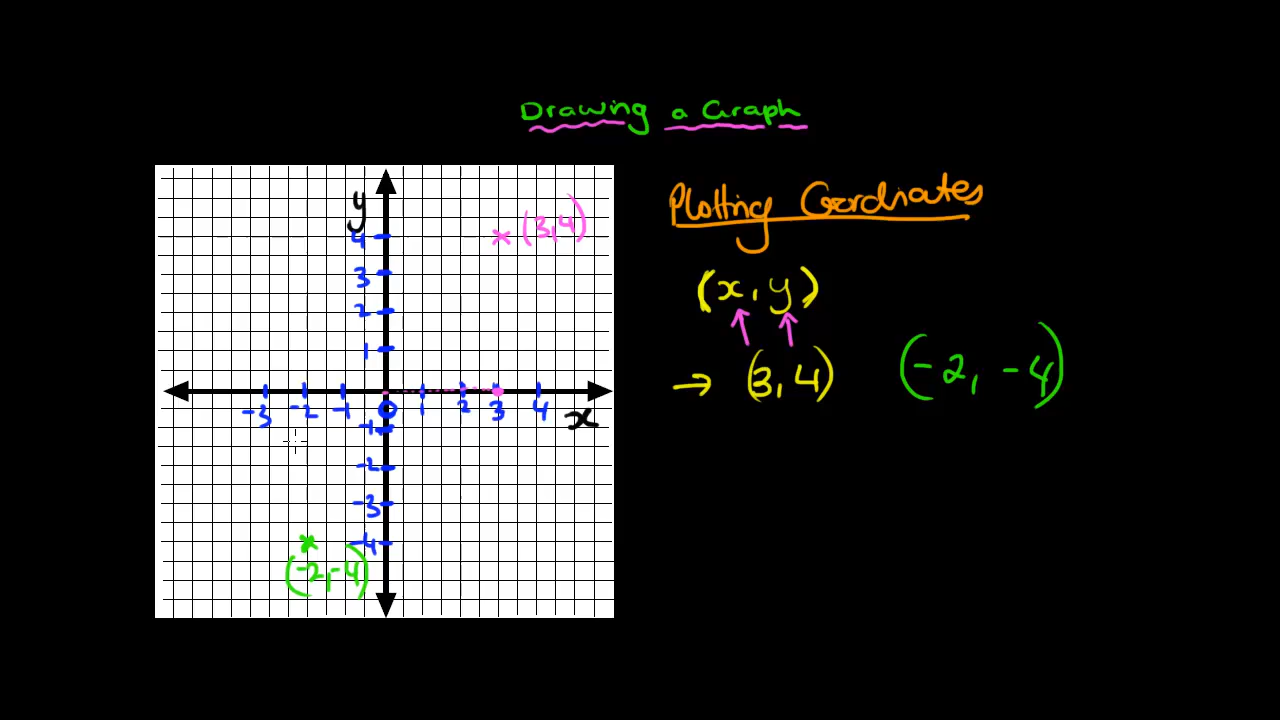 Drawing a Graph
Plotting Coordinates
(x, y)
→ (3, 4)
(-2, -4)
y
4
3
2
1
-3 -2 -1 0 1 2 3 4
x
-1
-2
-3
-4
x (3,4)
x
(-2,-4)